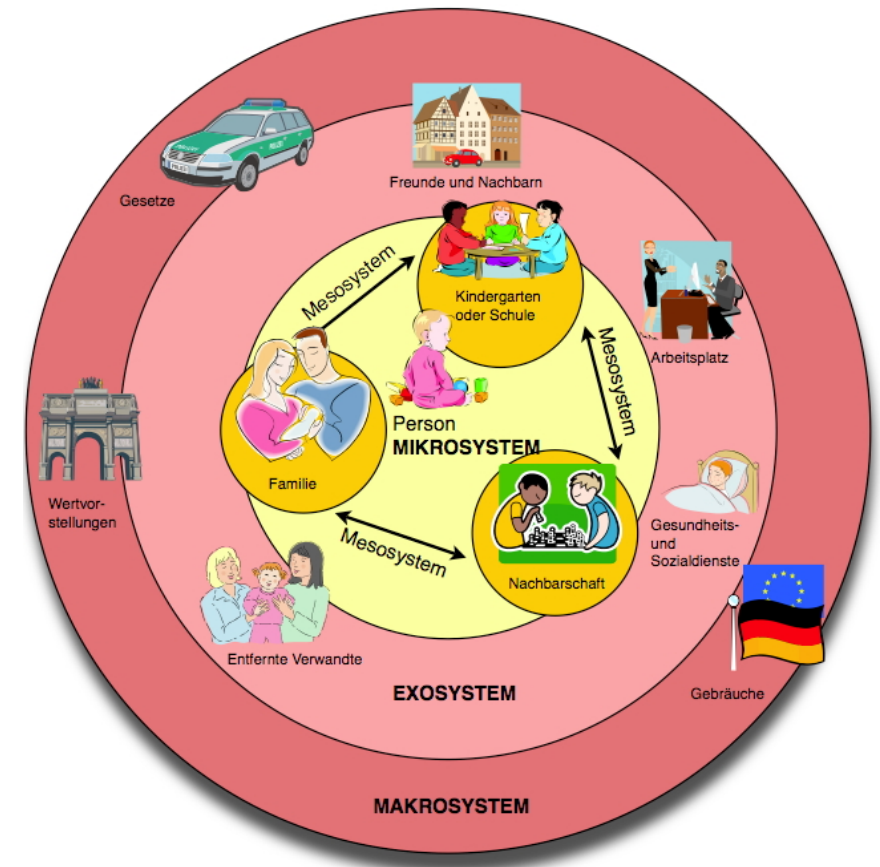 Freunde und Nachbarn
Gesetze
Mesosystem
Kindergarten
oder Schule
Mesosystem
Arbeitsplatz
Person
MIKROSYSTEM
Familie
Wertvor-
stellungen
Gesundheits-
und
Sozialdienste
Mesosystem
Nachbarschaft
Entfernte Verwandte
EXOSYSTEM
Gebräuche
MAKROSYSTEM